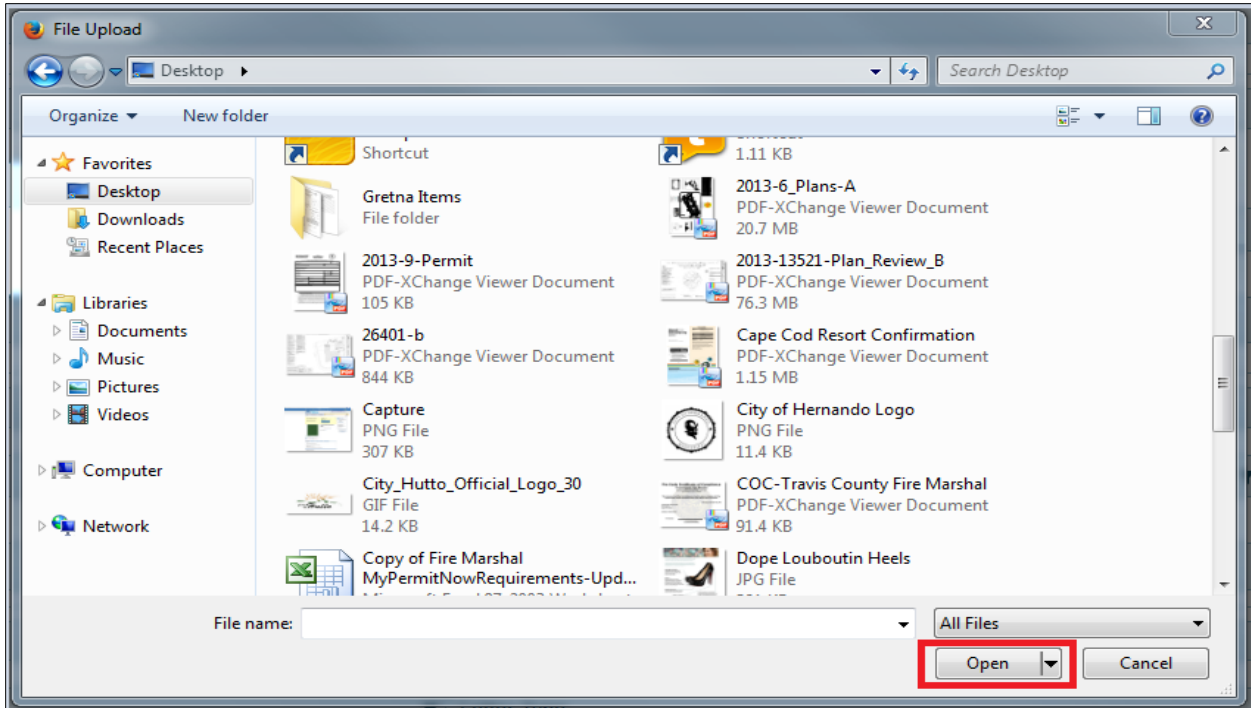 File Upload
Desktop
Search Desktop
Organize
New folder
Favorites
Desktop
Downloads
Recent Places
Libraries
Documents
Music
Pictures
Videos
Computer
Network
Shortcut
1.11 KB
Gretna Items
File folder
2013-6_Plans-A
PDF-XChange Viewer Document
20.7 MB
2013-9-Permit
PDF-XChange Viewer Document
105 KB
2013-13521-Plan_Review_B
PDF-XChange Viewer Document
76.3 MB
26401-b
PDF-XChange Viewer Document
844 KB
Cape Cod Resort Confirmation
PDF-XChange Viewer Document
1.15 MB
Capture
PNG File
307 KB
City of Hernando Logo
PNG File
11.4 KB
City_Hutto_Official_Logo_30
GIF File
14.2 KB
COC-Travis County Fire Marshal
PDF-XChange Viewer Document
91.4 KB
Copy of Fire Marshal
MyPermitNowRequirements-Upd...
Dope Louboutin Heels
JPG File
File name:
All Files
Open
Cancel